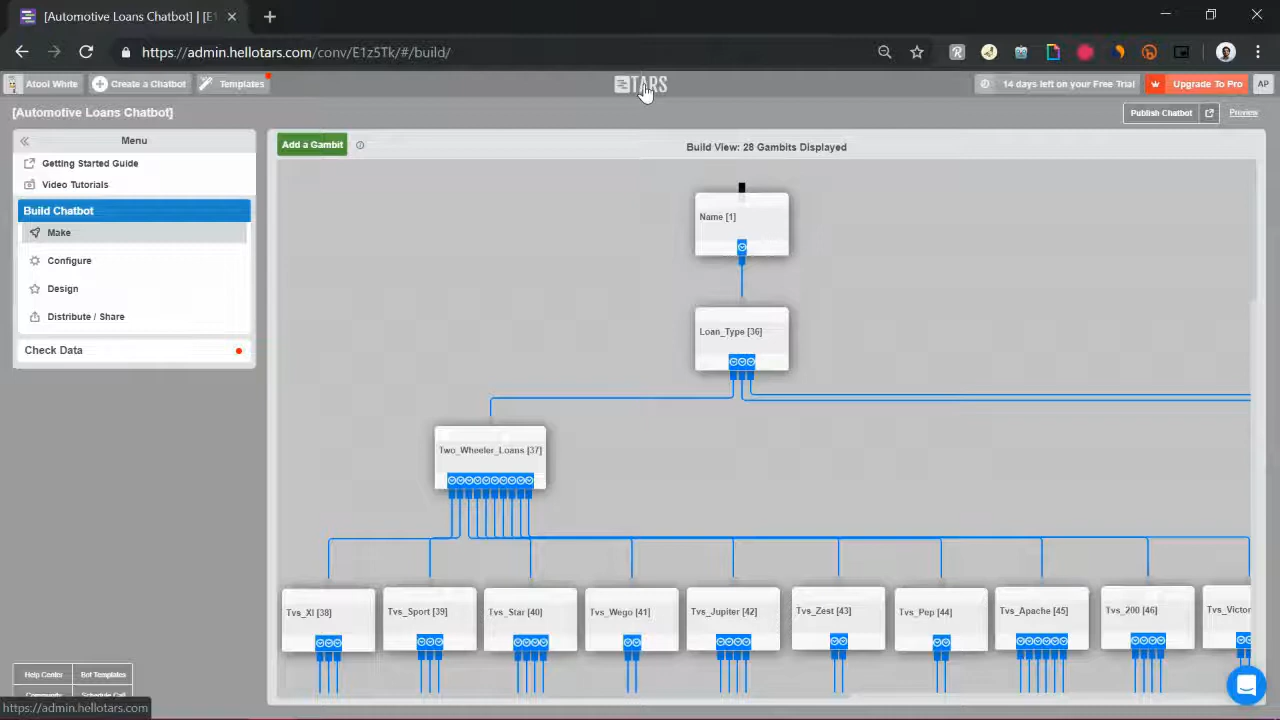 [Automotive Loans Chatbot] | [E1
https://admin.hellotars.com/conv/E1z5Tk/#/build/
Atool White
Create a Chatbot
Templates
TARS
14 days left on your Free Trial
Upgrade To Pro
AP
[Automotive Loans Chatbot]
Publish Chatbot
Preview
Menu
Getting Started Guide
Video Tutorials
Build Chatbot
Make
Configure
Design
Distribute / Share
Check Data
Add a Gambit
Build View: 28 Gambits Displayed
Name [1]
Loan_Type [36]
Two_Wheeler_Loans [37]
Tvs_Xl [38]
Tvs_Sport [39]
Tvs_Star [40]
Tvs_Wego [41]
Tvs_Jupiter [42]
Tvs_Zest [43]
Tvs_Pep [44]
Tvs_Apache [45]
Tvs_200 [46]
Tvs_Victor
Help Center
Bot Templates
Community
Schedule Call
https://admin.hellotars.com